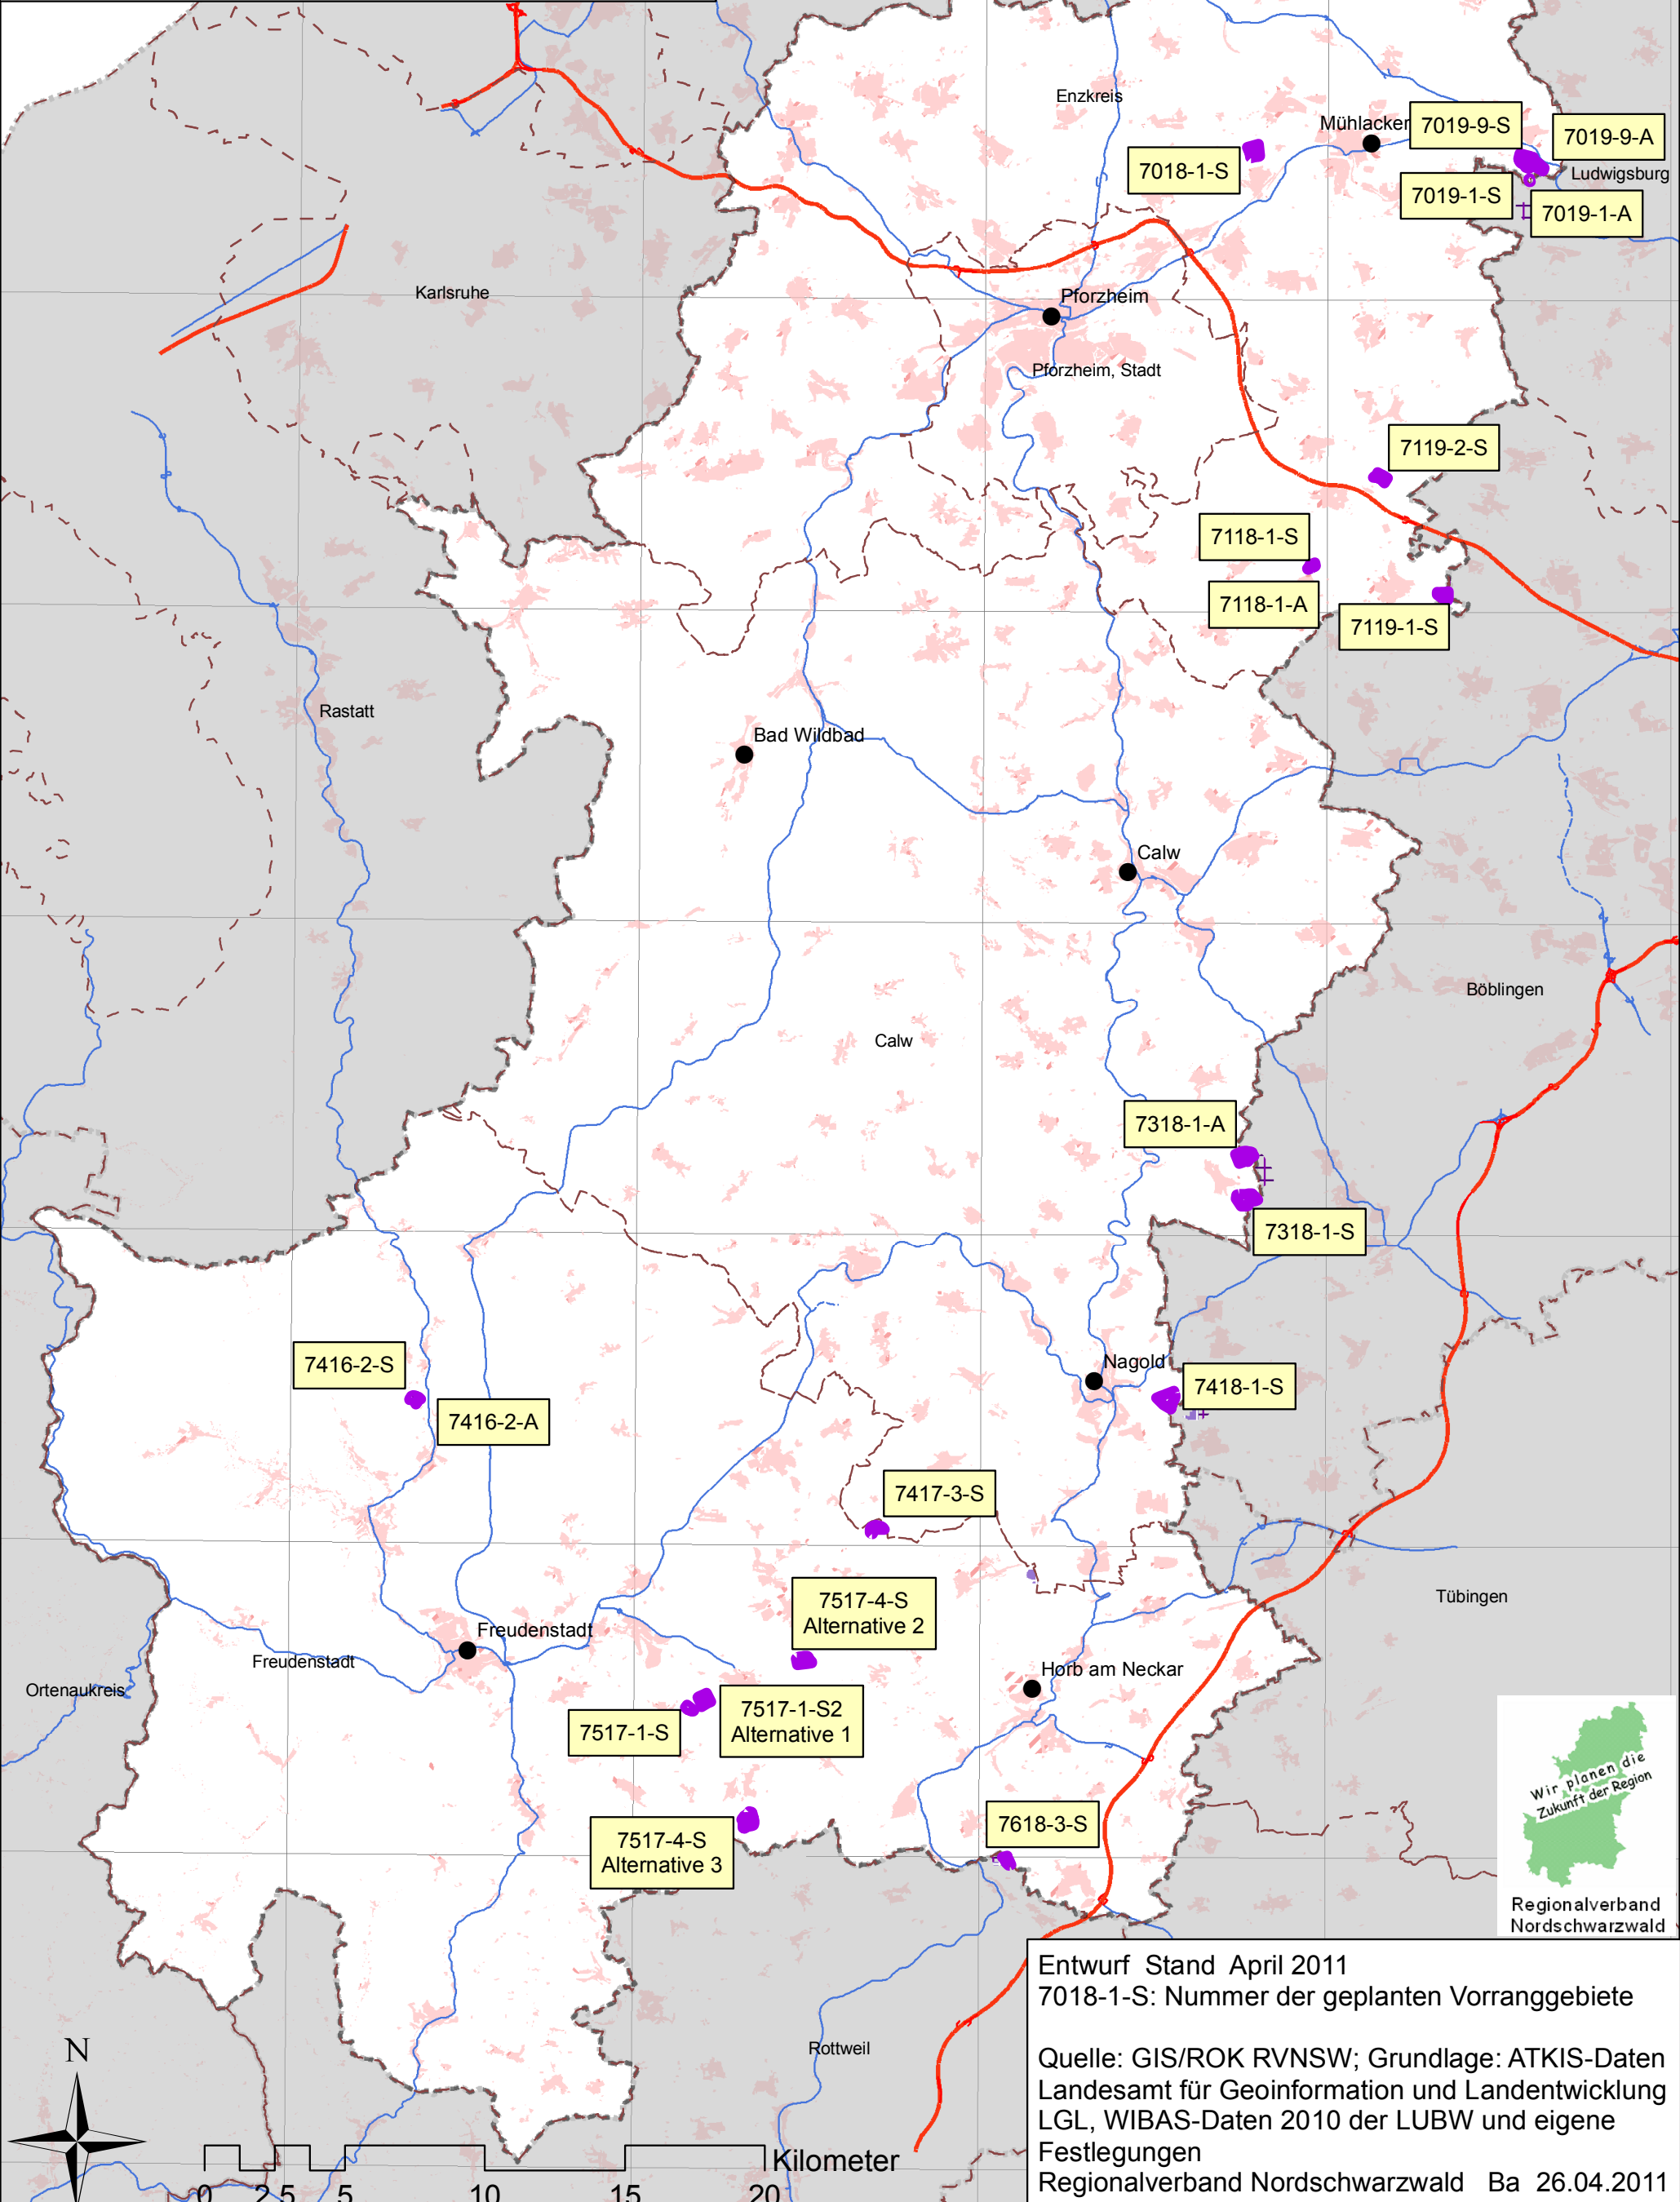 Enzkreis
Mühlacker
7019-9-S
7019-9-A
7018-1-S
Ludwigsburg
7019-1-S
7019-1-A
Karlsruhe
Pforzheim
Pforzheim, Stadt
7119-2-S
7118-1-S
7118-1-A
7119-1-S
Rastatt
Bad Wildbad
Calw
Böblingen
Calw
7318-1-A
7318-1-S
7416-2-S
Nagold
7418-1-S
7416-2-A
7417-3-S
7517-4-S
Alternative 2
Tübingen
Freudenstadt
Freudenstadt
Horb am Neckar
Ortenaukreis
7517-1-S2
Alternative 1
7517-1-S
Wir planen die
Zukunft der Region
7618-3-S
7517-4-S
Alternative 3
Regionalverband
Nordschwarzwald
Rottweil
Entwurf Stand April 2011
7018-1-S: Nummer der geplanten Vorranggebiete
Quelle: GIS/ROK RVNSW; Grundlage: ATKIS-Daten
Landesamt für Geoinformation und Landentwicklung
LGL, WIBAS-Daten 2010 der LUBW und eigene
Festlegungen
Regionalverband Nordschwarzwald Ba 26.04.2011
N
Kilometer
0 2,5 5 10 15 20